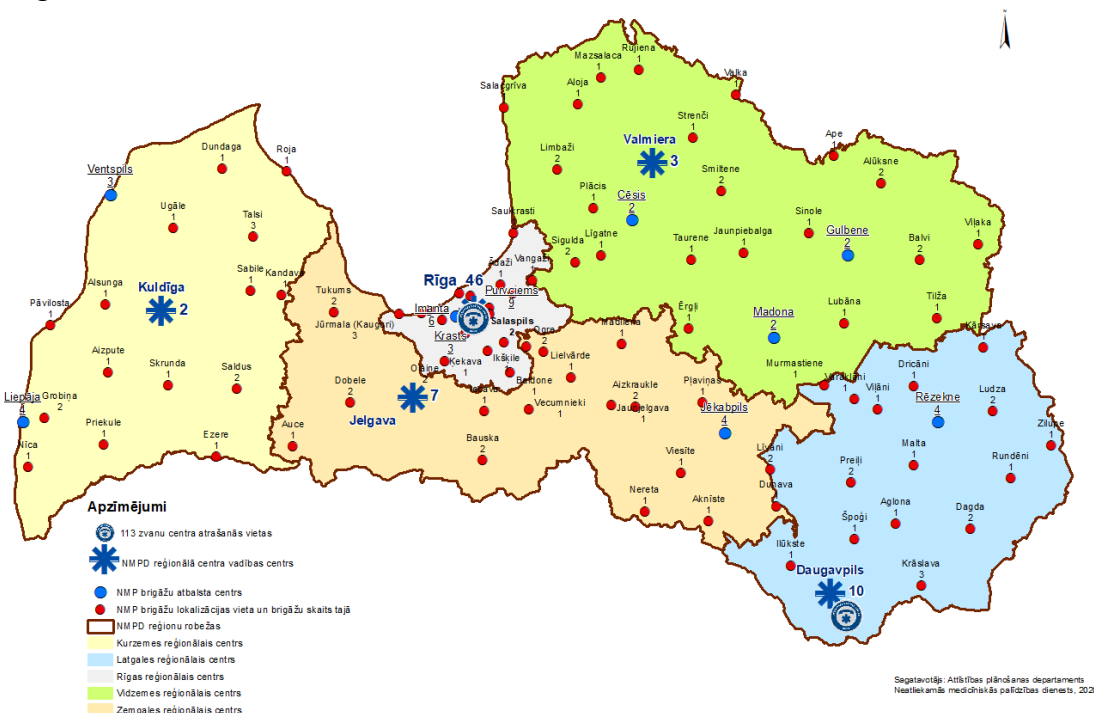 N
Rūjiena
1
Mazsalaca
1
Valka
1
Aloja
1
Salacgrīva
1
Strenči
1
Valmiera
3
Ape
1
Limbaži
2
Smiltene
2
Alūksne
2
Dundaga
1
Roja
1
Ventspils
3
Plācis
1
Cēsis
2
Ugāle
1
Talsi
3
Saulkrasti
Sinole
1
Gulbene
2
Viļaka
1
Sigulda
2
Līgatne
1
Taurene
1
Jaunpiebalga
1
Balvi
2
Ādaži
1
Vangaži
1
Sabile
1
Kandava
1
Rīga 46
Alsunga
1
Kuldīga
2
Tukums
2
Purvciems
5
Pāvilosta
1
Jūrmala (Kauguri)
3
Imanta
6
Salaspils
2
Ērgļi
1
Madona
2
Lubāna
1
Tilža
1
Kārsava
1
Krasts
3
Ogre
2
Madliena
1
Aizpute
1
Skrunda
1
Saldus
2
Olaine
2
Ķekava
1
Ikšķile
1
Lielvārde
1
Murmastiene
1
Varakļāni
1
Dricāni
1
Dobele
2
Jelgava
7
Baldone
1
Aizkraukle
2
Pļaviņas
1
Viļāni
1
Rēzekne
4
Ludza
2
Liepāja
4
Grobiņa
2
Vecumnieki
1
Jaunjelgava
1
Jēkabpils
4
Zilupe
1
Nīca
1
Priekule
1
Ezere
1
Auce
1
Bauska
2
Viesīte
1
Līvāni
2
Preiļi
2
Malta
1
Rundēni
1
Nereta
1
Aknīste
1
Dunava
1
Aglona
1
Dagda
2
Špoģi
1
Ilūkste
1
Krāslava
3
Daugavpils
10
Apzīmējumi
113 zvanu centra atrašanās vietas
NMPD reģionālā centra vadības centrs
NMP brigāžu atbalsta centrs
NMP brigāžu lokalizācijas vieta un brigāžu skaits tajā
NMPD reģionu robežas
Kurzemes reģionālais centrs
Latgales reģionālais centrs
Rīgas reģionālais centrs
Vidzemes reģionālais centrs
Zemgales reģionālais centrs
Sagatavotājs: Attīstības plānošanas departaments
Neatliekamās medicīniskās palīdzības dienests,